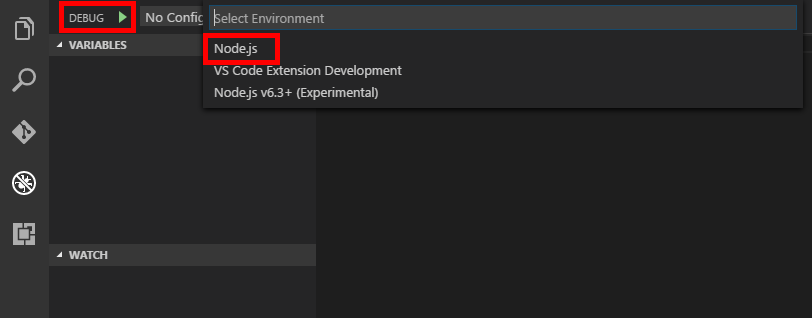 DEBUG No Config
Select Environment
Node.js
VARIABLES
VS Code Extension Development
Node.js v6.3+ (Experimental)
WATCH